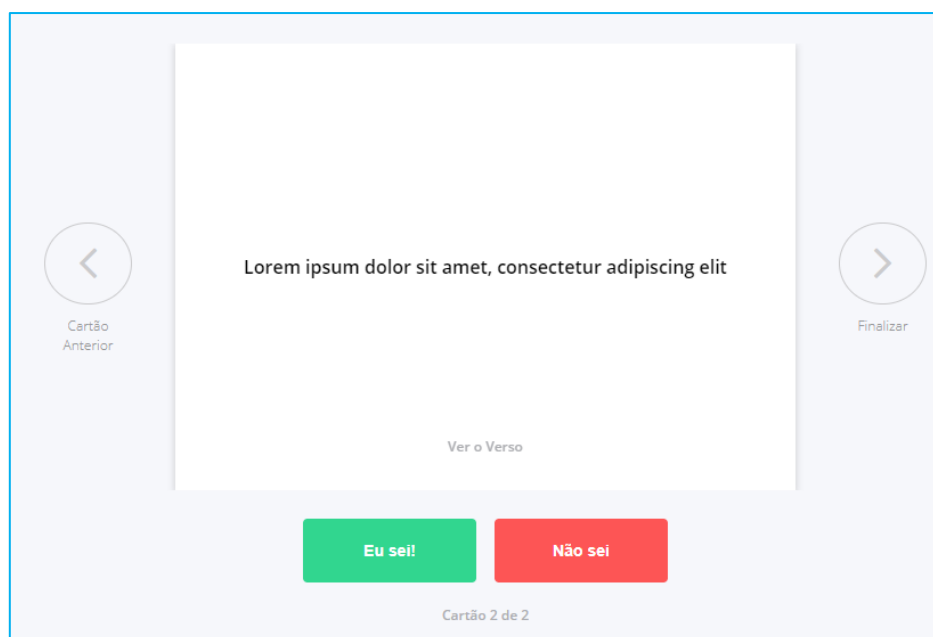 Lorem ipsum dolor sit amet, consectetur adipiscing elit
Cartão
Anterior
Finalizar
Ver o Verso
Eu sei!
Não sei
Cartão 2 de 2